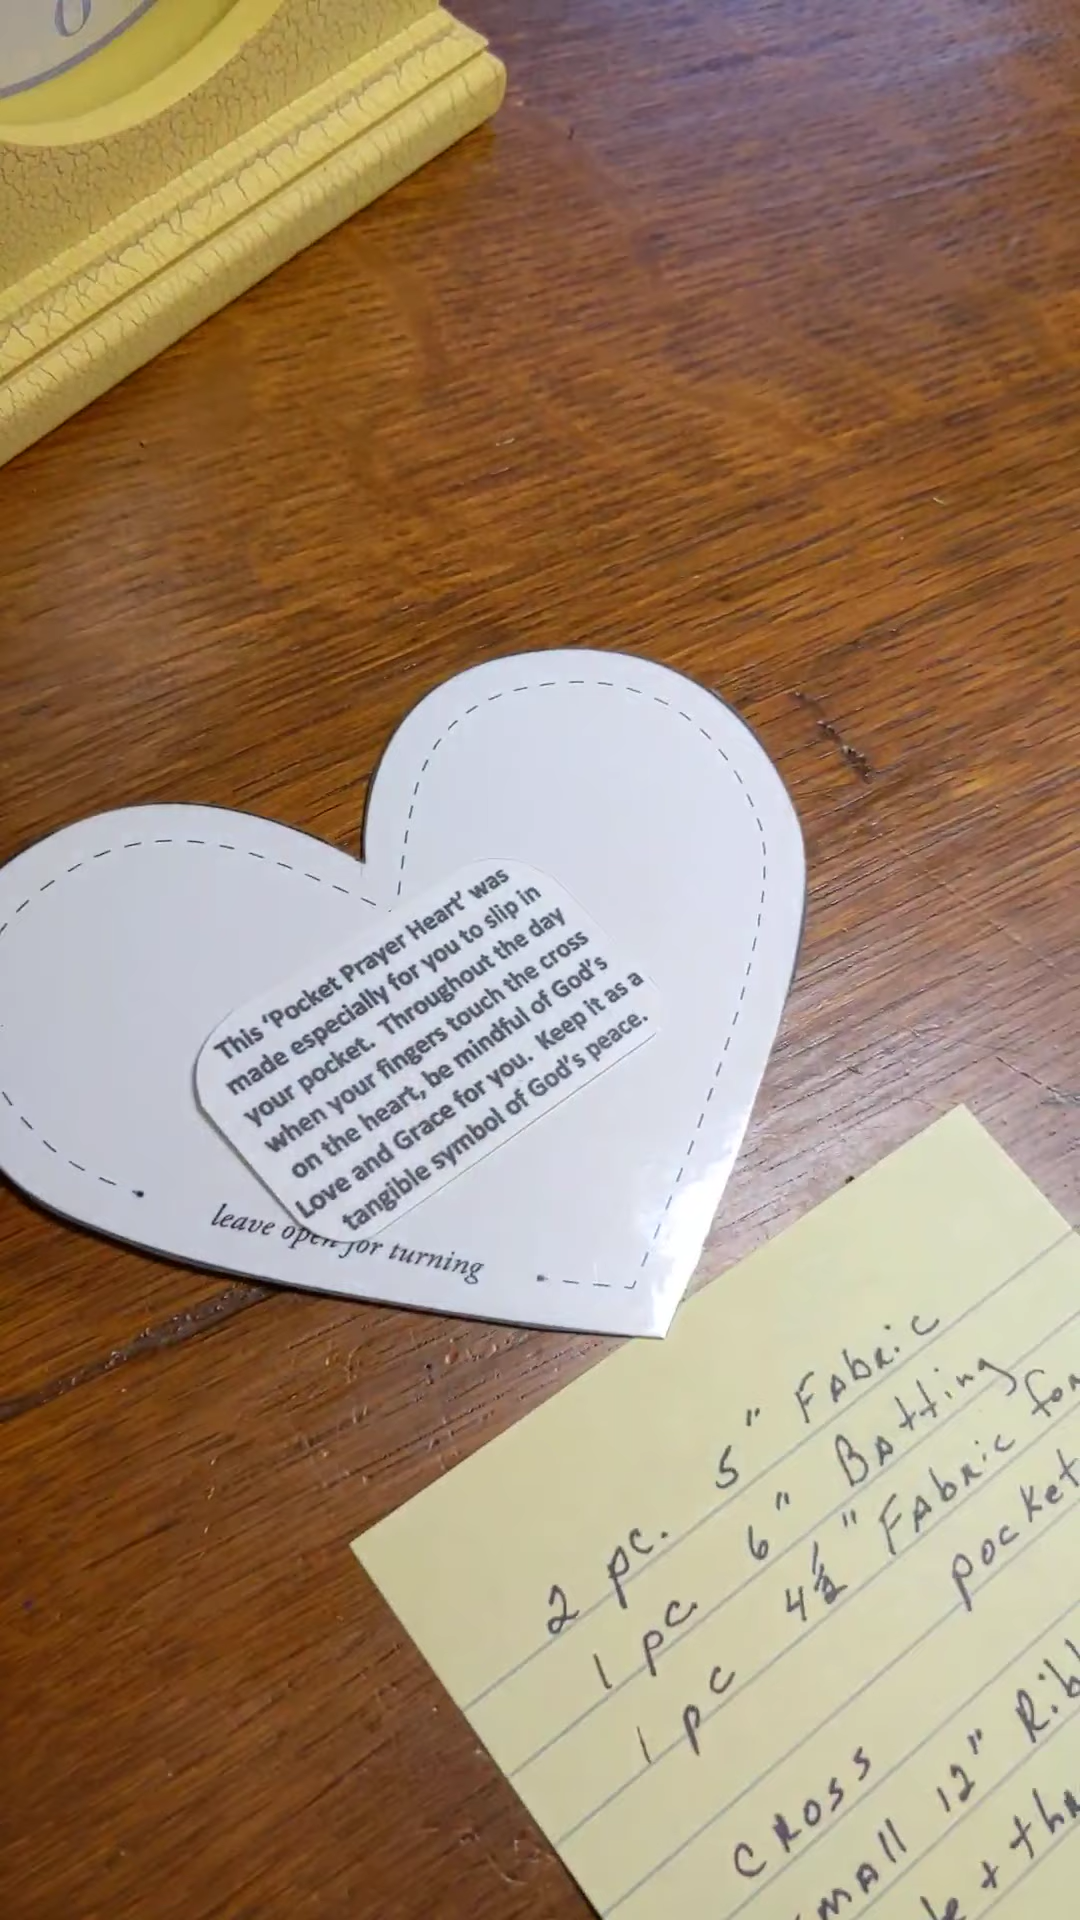 This 'Pocket Prayer Heart' was
made especially for you to slip in
your pocket. Throughout the day
when your fingers touch the cross
on the heart, be mindful of God's
Love and Grace for you. Keep it as a
tangible symbol of God's peace.
leave open for turning
2 pc. 5" Fabric
1 pc. 6" Batting
1 pc 4½" Fabric for
pocket
Cross
12"
+